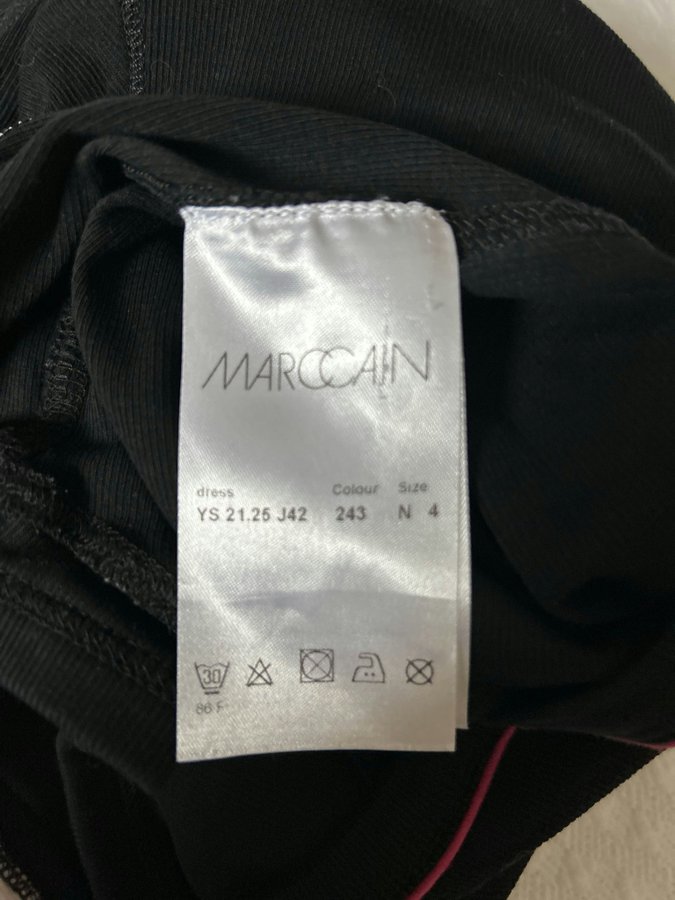 MARCCAIN
dress Colour Size
YS 21.25 J42 243 N 4
30
86 F